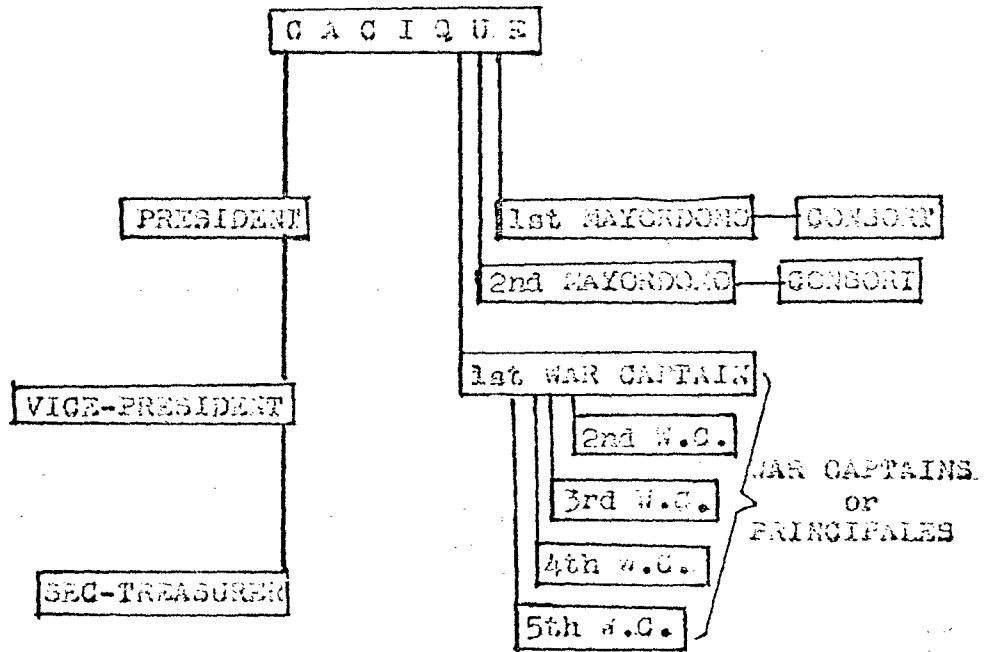 C A C I Q U E
PRESIDENT
1st MAYORDOMO
CONSORT
2nd MAYORDOMO
CONSORT
1st WAR CAPTAIN
VICE-PRESIDENT
2nd W.C.
3rd W.C.
4th W.C.
5th W.C.
WAR CAPTAINS
or
PRINCIPALES
SEC-TREASURER